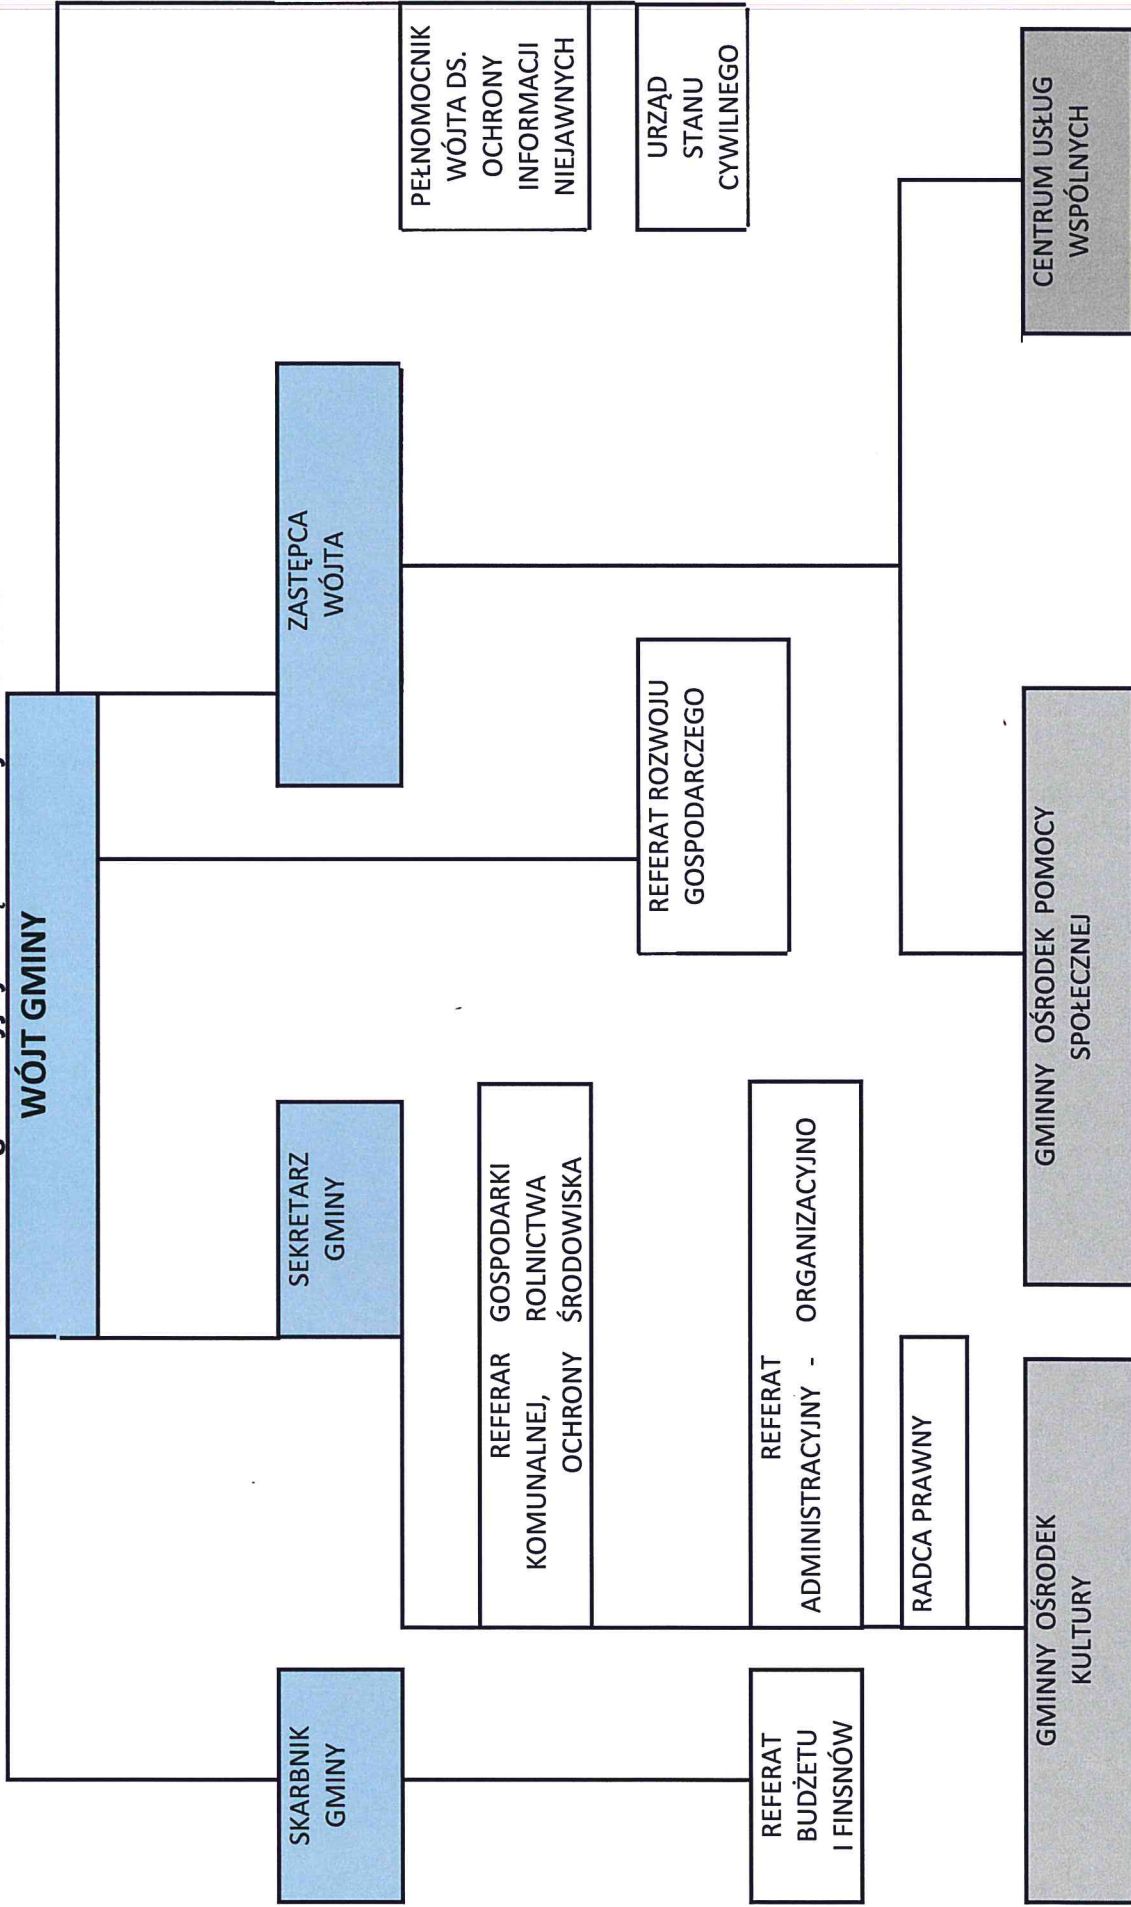 WÓJT GMINY
SKARBNIK
GMINY
SEKRETARZ
GMINY
ZASTĘPCA
WÓJTA
PEŁNOMOCNIK
WÓJTA DS.
OCHRONY
INFORMACJI
NIEJAWNYCH
REFERAR GOSPODARKI
KOMUNALNEJ, ROLNICTWA
OCHRONY ŚRODOWISKA
REFERAT ROZWOJU
GOSPODARCZEGO
URZĄD
STANU
CYWILNEGO
REFERAT
BUDŻETU
I FINSNÓW
REFERAT
ADMINISTRACYJNY - ORGANIZACYJNO
RADCA PRAWNY
GMINNY OŚRODEK
KULTURY
GMINNY OŚRODEK POMOCY
SPOŁECZNEJ
CENTRUM USŁUG
WSPÓLNYCH